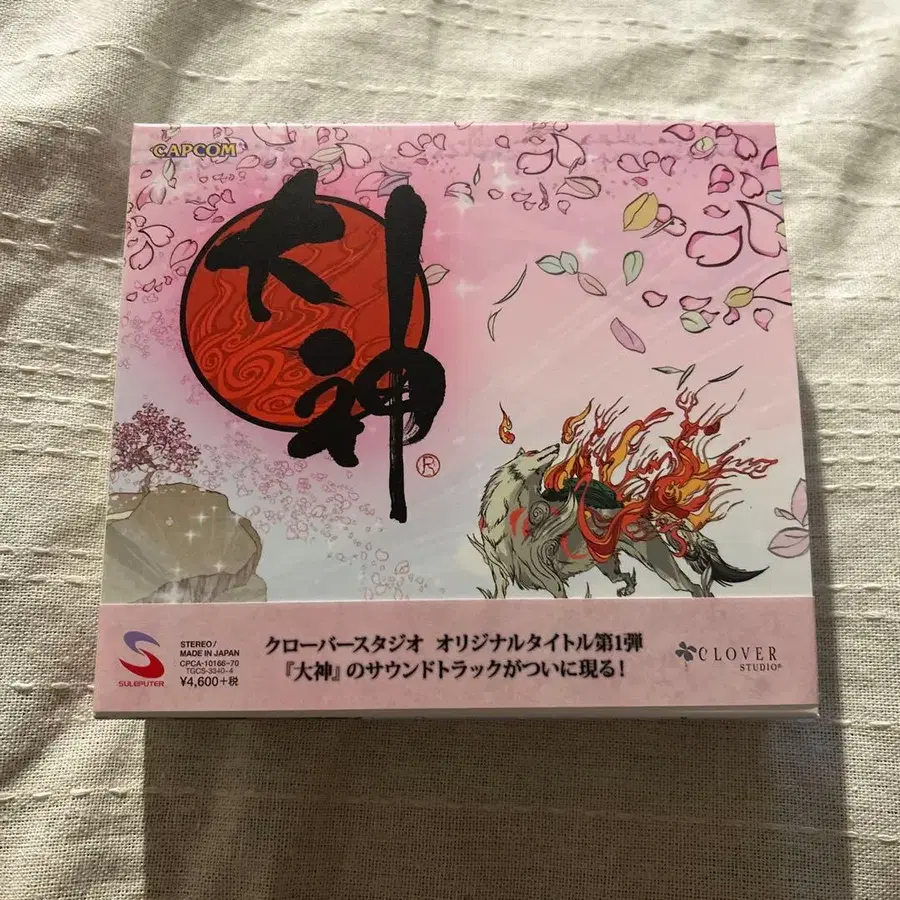 CAPCOM
大神
SULEPUTER
STEREO/
MADE IN JAPAN
CPCA-10166~70
TGCS-3340~4
¥4,600+税
クローバースタジオ オリジナルタイトル第1弾
『大神』のサウンドトラックがついに現る!
CLOVER
STUDIO®